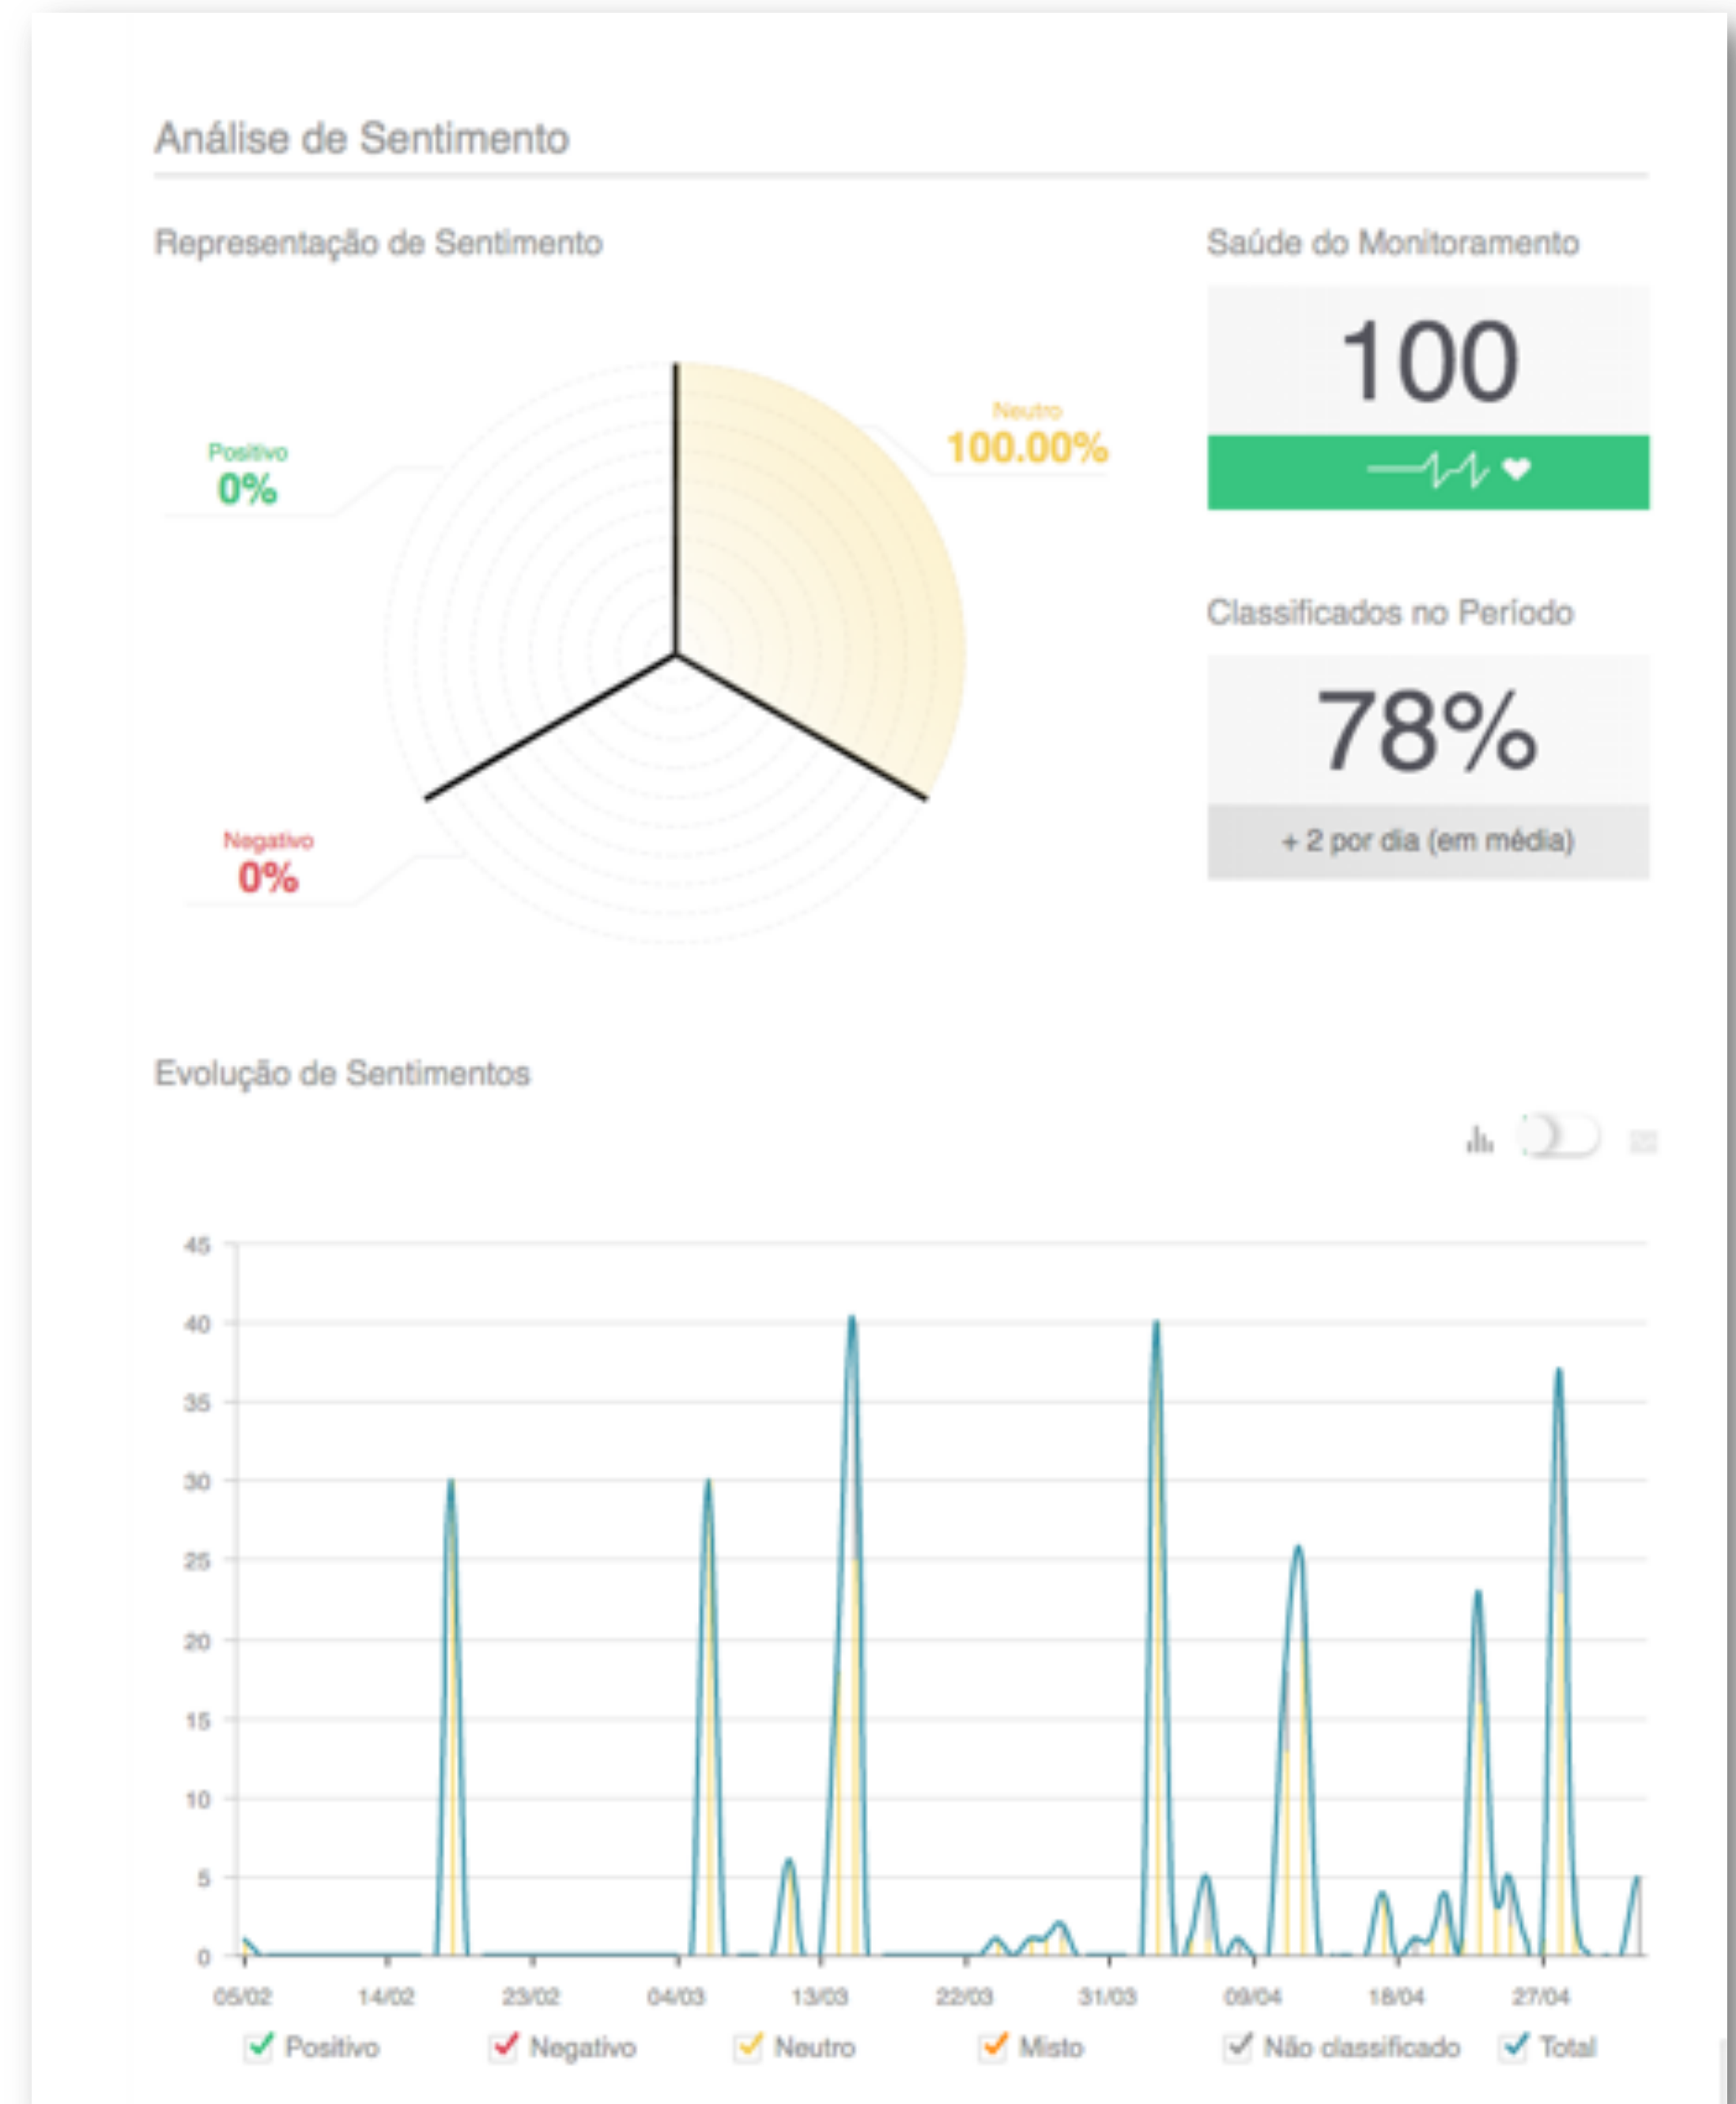 Análise de Sentimento
Representação de Sentimento
Positivo
0%
Neutro
100.00%
Negativo
0%
Saúde do Monitoramento
100
Classificados no Período
78%
+ 2 por dia (em média)
Evolução de Sentimentos
45
40
35
30
25
20
15
10
5
0
05/02 14/02 23/02 04/03 13/03 22/03 31/03 09/04 18/04 27/04
Positivo Negativo Neutro Misto Não classificado Total